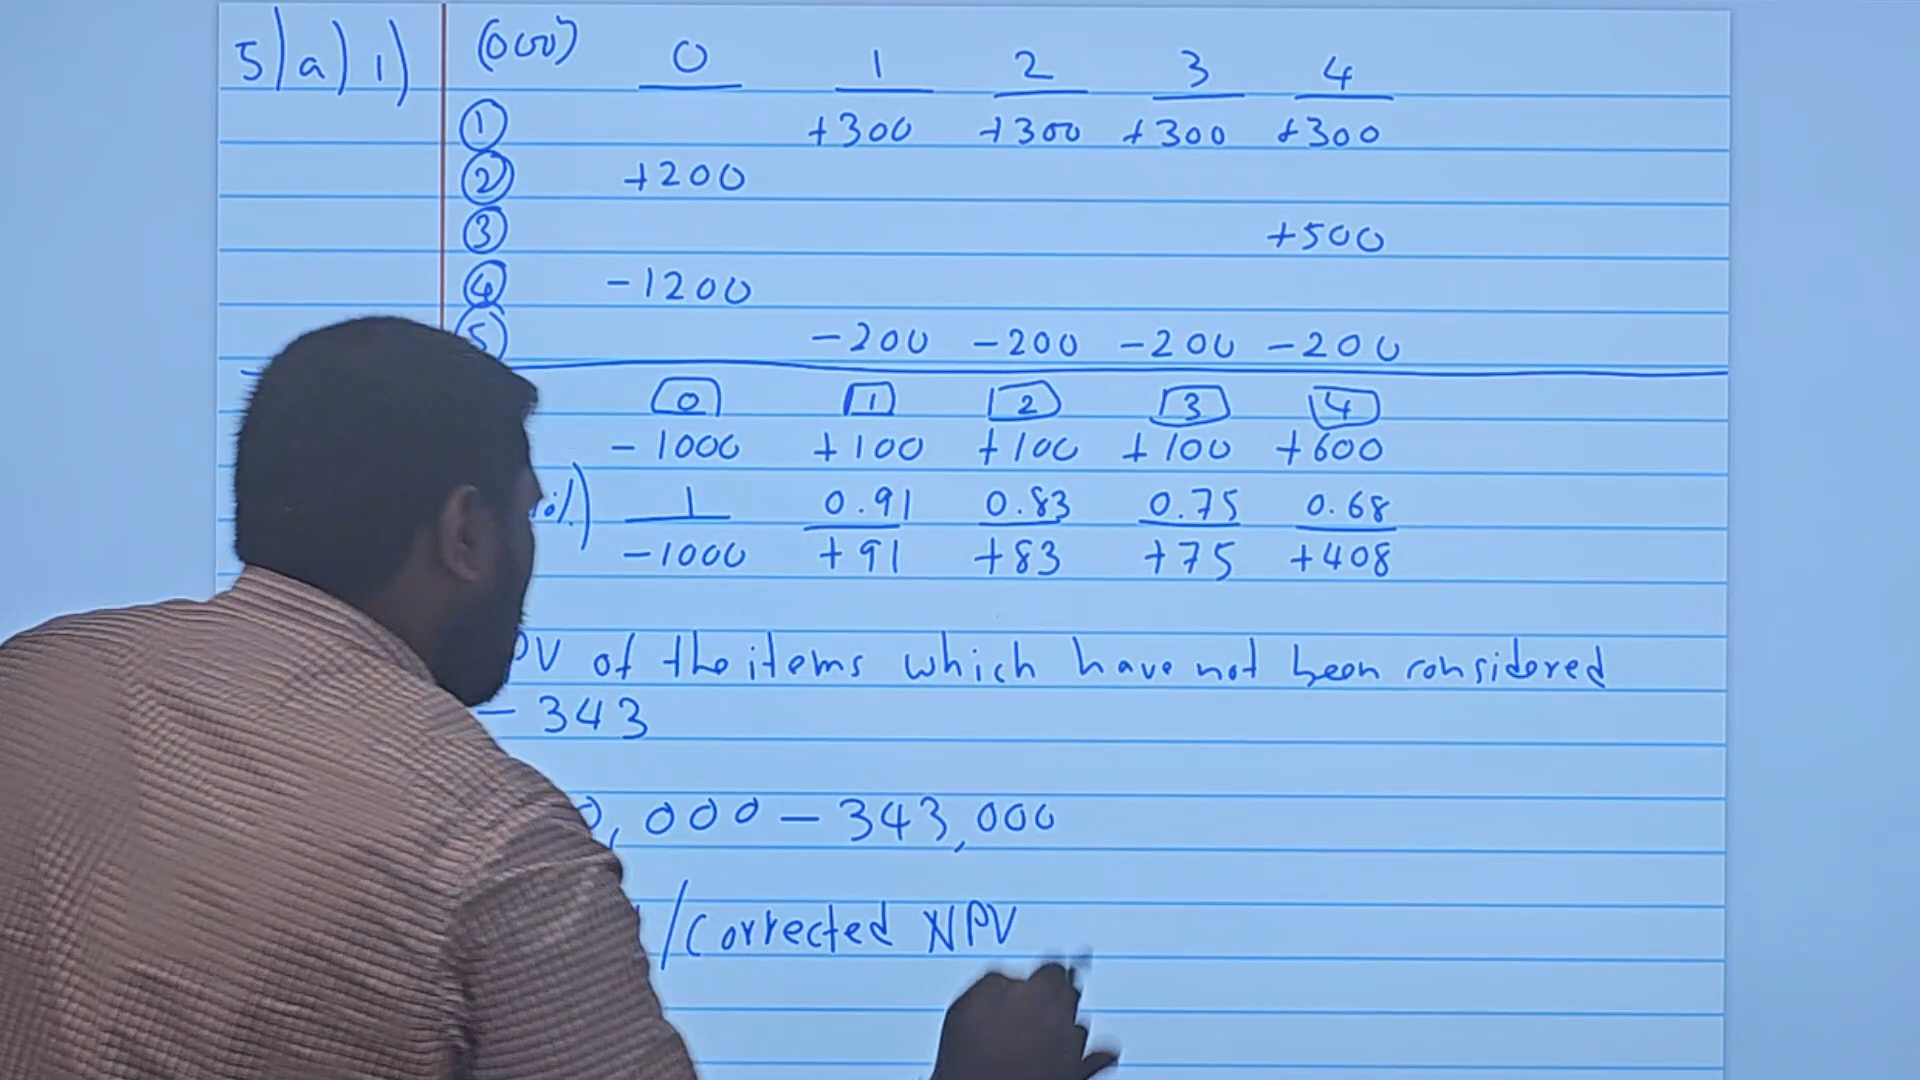 5) a) 1) (000) 0 1 2 3 4
① +300 +300 +300 +300
② +200
③ +500
④ -1200
⑤ -200 -200 -200 -200
0 1 2 3 4
-1000 +100 +100 +100 +600
%) 1 0.91 0.83 0.75 0.68
-1000 +91 +83 +75 +408
PV of the items which have not been considered
- 343
0,000 - 343,000
/Corrected NPV